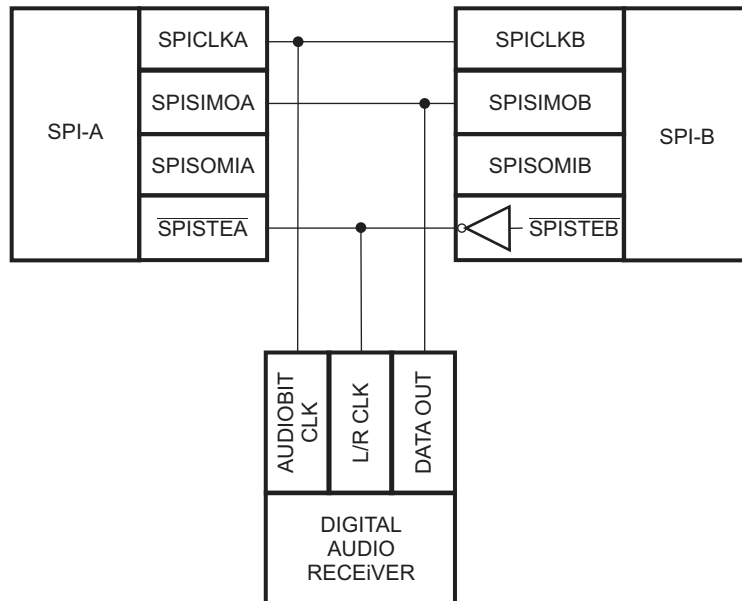 SPI-A
SPICLKA
SPISIMOA
SPISOMIA
SPISTEA
SPICLKB
SPISIMOB
SPISOMIB
SPISTEB
SPI-B
AUDIOBIT
CLK
L/R CLK
DATA OUT
DIGITAL
AUDIO
RECEiVER